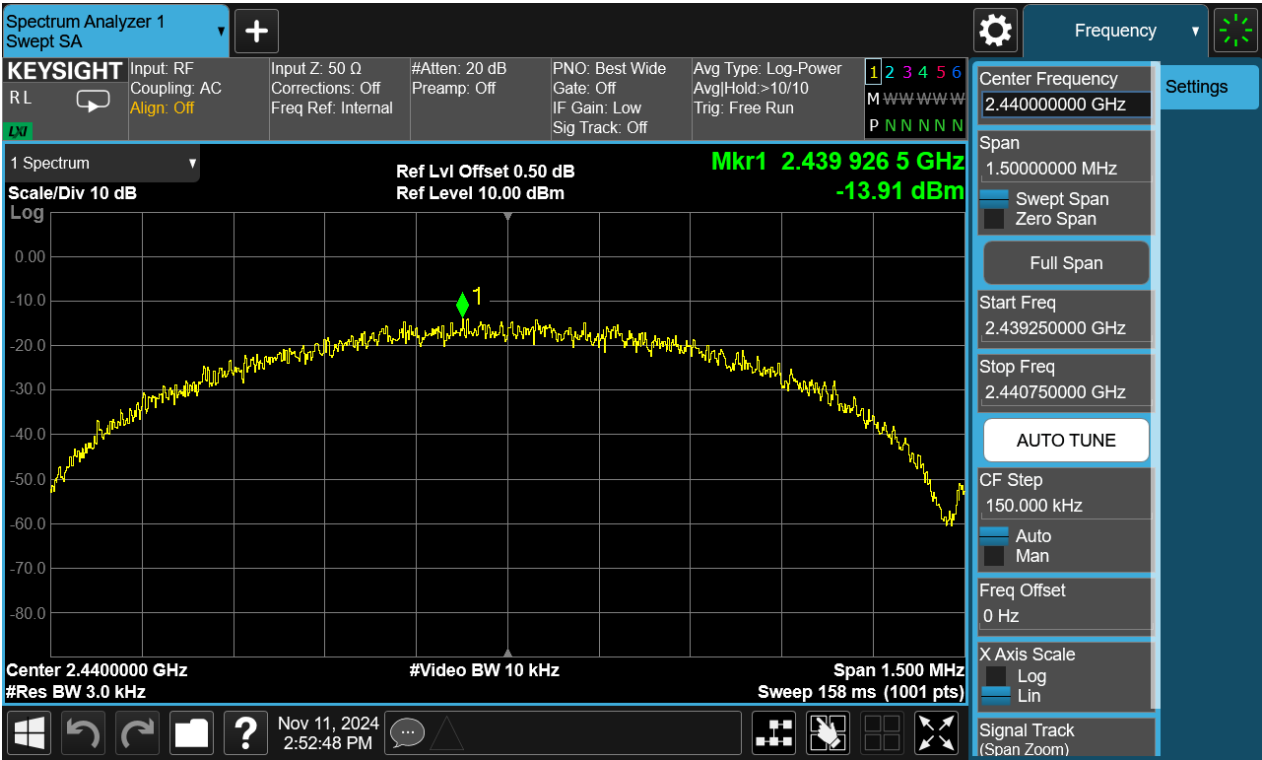 Spectrum Analyzer 1
Swept SA
+
Frequency
KEYSIGHT
R L
LXI
Input: RF
Coupling: AC
Align: Off
Input Z: 50 Ω
Corrections: Off
Freq Ref: Internal
#Atten: 20 dB
Preamp: Off
PNO: Best Wide
Gate: Off
IF Gain: Low
Sig Track: Off
Avg Type: Log-Power
Avg|Hold:>10/10
Trig: Free Run
1 2 3 4 5 6
M W W W W W
P N N N N N
1 Spectrum
Scale/Div 10 dB
Ref Lvl Offset 0.50 dB
Ref Level 10.00 dBm
Mkr1 2.439 926 5 GHz
-13.91 dBm
Log
0.00
-10.0
-20.0
-30.0
-40.0
-50.0
-60.0
-70.0
-80.0
1
Center 2.4400000 GHz
#Video BW 10 kHz
Span 1.500 MHz
#Res BW 3.0 kHz
Sweep 158 ms (1001 pts)
Center Frequency
2.440000000 GHz
Settings
Span
1.50000000 MHz
Swept Span
Zero Span
Full Span
Start Freq
2.439250000 GHz
Stop Freq
2.440750000 GHz
AUTO TUNE
CF Step
150.000 kHz
Auto
Man
Freq Offset
0 Hz
X Axis Scale
Log
Lin
Signal Track
(Span Zoom)
?
Nov 11, 2024
2:52:48 PM